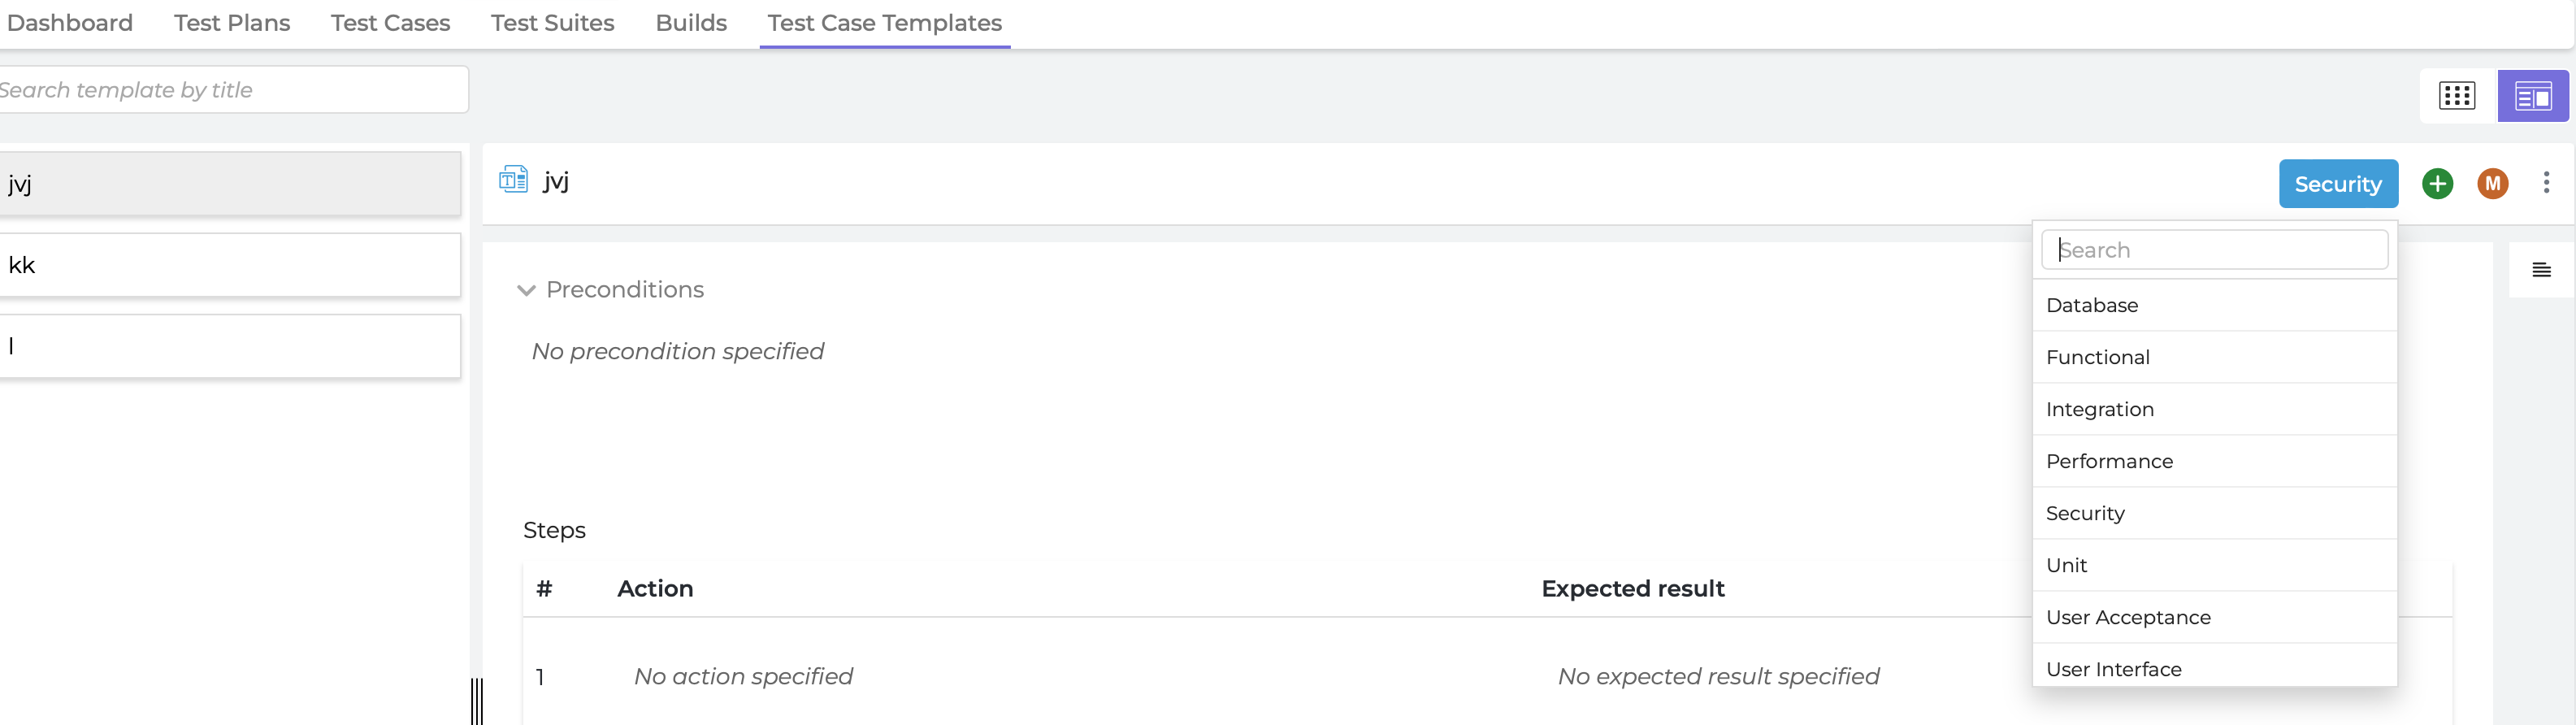 Dashboard Test Plans Test Cases Test Suites Builds Test Case Templates
Search template by title
jvj
kk
l
jvj
Security
M
Preconditions
No precondition specified
Steps
# Action Expected result
1 No action specified No expected result specified
Search
Database
Functional
Integration
Performance
Security
Unit
User Acceptance
User Interface